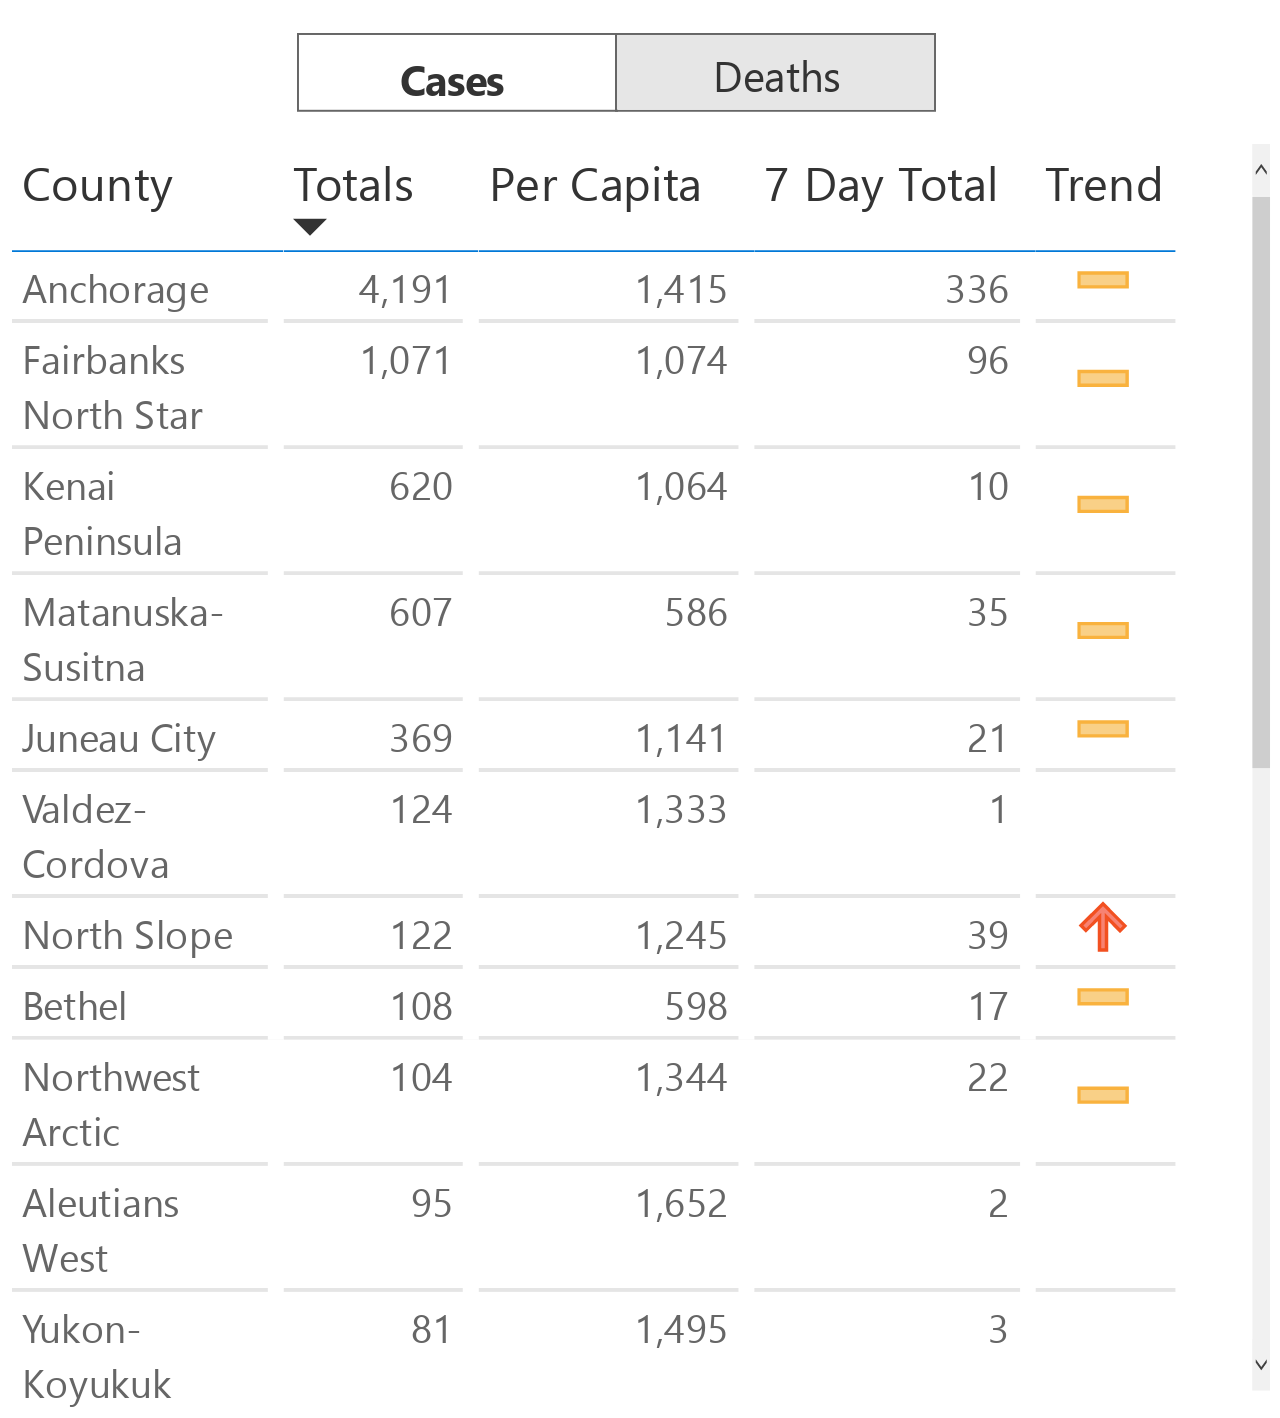 Cases Deaths
County Totals Per Capita 7 Day Total Trend
Anchorage 4,191 1,415 336
Fairbanks 1,071 1,074 96
North Star
Kenai 620 1,064 10
Peninsula
Matanuska- 607 586 35
Susitna
Juneau City 369 1,141 21
Valdez- 124 1,333 1
Cordova
North Slope 122 1,245 39
Bethel 108 598 17
Northwest 104 1,344 22
Arctic
Aleutians 95 1,652 2
West
Yukon- 81 1,495 3
Koyukuk